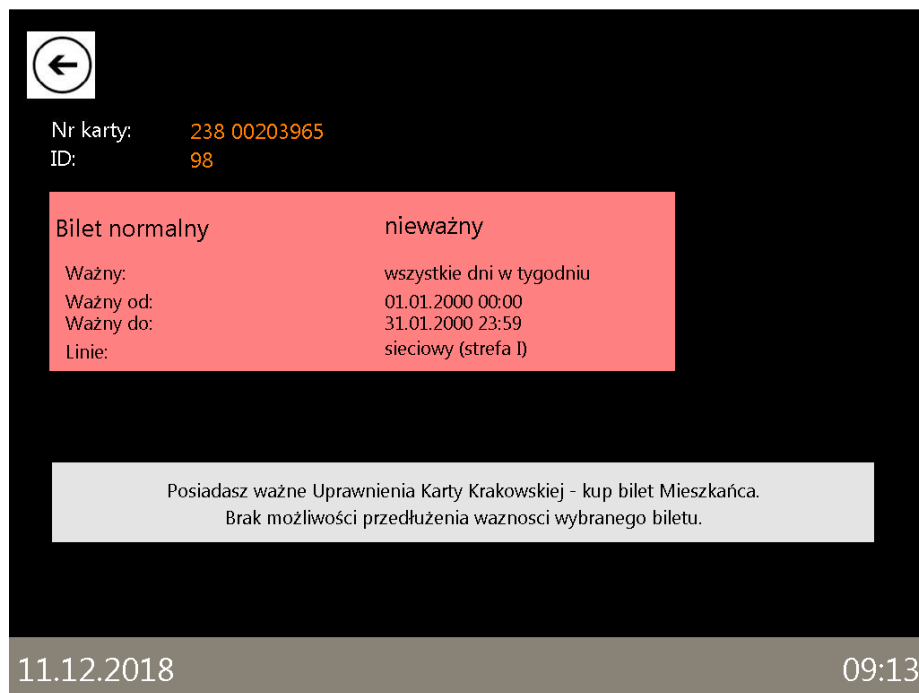 Nr karty: 238 00203965
ID: 98
Bilet normalny nieważny
Ważny: wszystkie dni w tygodniu
Ważny od: 01.01.2000 00:00
Ważny do: 31.01.2000 23:59
Linie: sieciowy (strefa I)
Posiadasz ważne Uprawnienia Karty Krakowskiej - kup bilet Mieszkańca.
Brak możliwości przedłużenia waznosci wybranego biletu.
11.12.2018 09:13